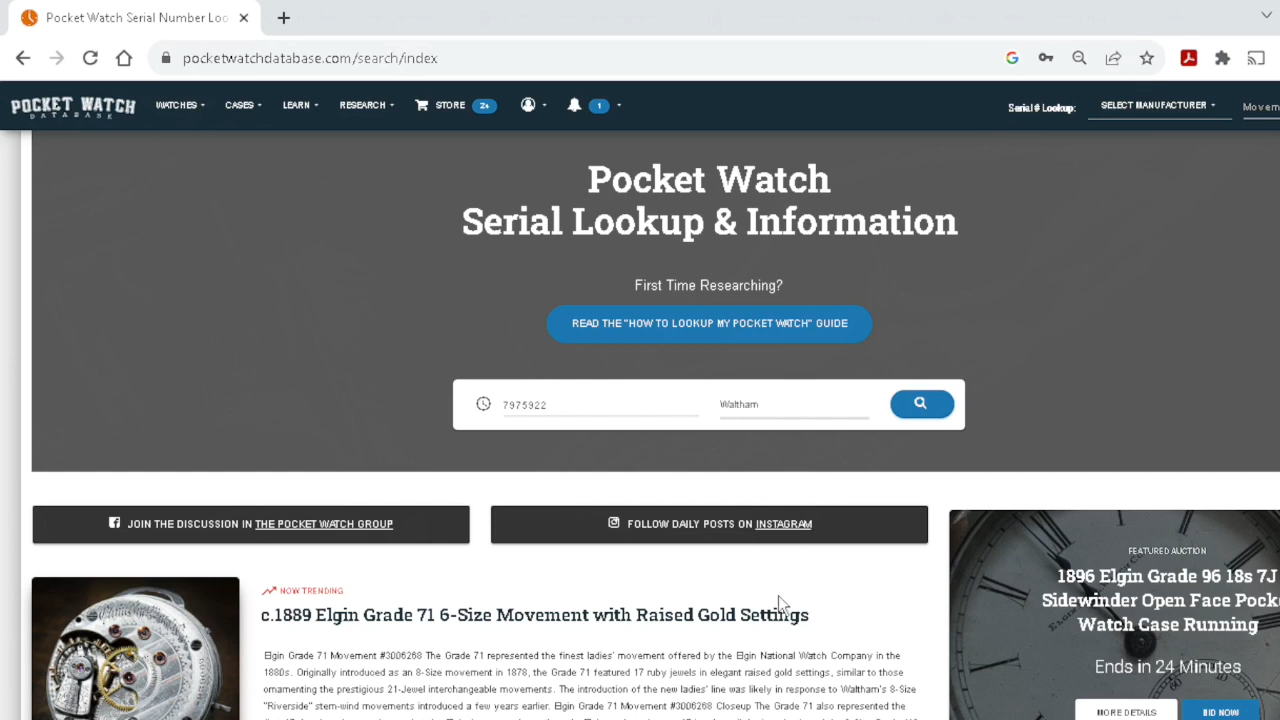 Pocket Watch Serial Number Loo
pocketwatchdatabase.com/search/index
POCKET WATCH
DATABASE
WATCHES
CASES
LEARN
RESEARCH
STORE
2+
1
Serial # Lookup:
SELECT MANUFACTURER
Movem
Pocket Watch
Serial Lookup & Information
First Time Researching?
READ THE "HOW TO LOOKUP MY POCKET WATCH" GUIDE
7975922
Waltham
JOIN THE DISCUSSION IN THE POCKET WATCH GROUP
FOLLOW DAILY POSTS ON INSTAGRAM
FEATURED AUCTION
1896 Elgin Grade 96 18s 7J
Sidewinder Open Face Pocke
Watch Case Running
Ends in 24 Minutes
MORE DETAILS
BID NOW
NOW TRENDING
c.1889 Elgin Grade 71 6-Size Movement with Raised Gold Settings
Elgin Grade 71 Movement #3006268 The Grade 71 represented the finest ladies' movement offered by the Elgin National Watch Company in the
1880s. Originally introduced as an 8-Size movement in 1878, the Grade 71 featured 17 ruby jewels in elegant raised gold settings, similar to those
ornamenting the prestigious 21-Jewel interchangeable movements. The introduction of the new ladies' line was likely in response to Waltham's 8-Size
"Riverside" stem-wind movements introduced a few years earlier. Elgin Grade 71 Movement #3006268 Closeup The Grade 71 also represented the